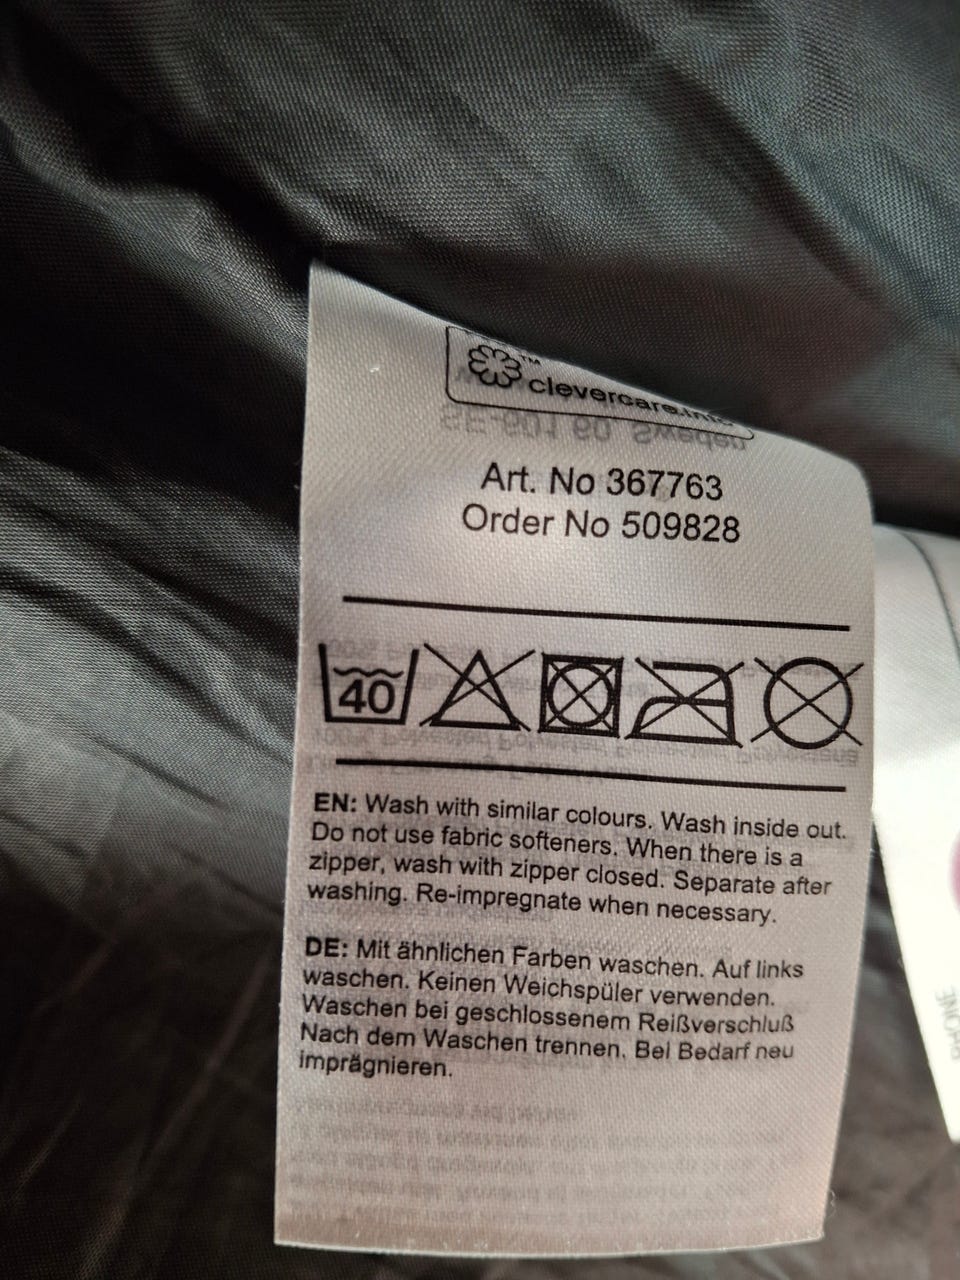 clevercare.info
Art. No 367763
Order No 509828
40
EN: Wash with similar colours. Wash inside out.
Do not use fabric softeners. When there is a
zipper, wash with zipper closed. Separate after
washing. Re-impregnate when necessary.
DE: Mit ähnlichen Farben waschen. Auf links
waschen. Keinen Weichspüler verwenden.
Waschen bei geschlossenem Reißverschluß
Nach dem Waschen trennen. Bei Bedarf neu
imprägnieren.